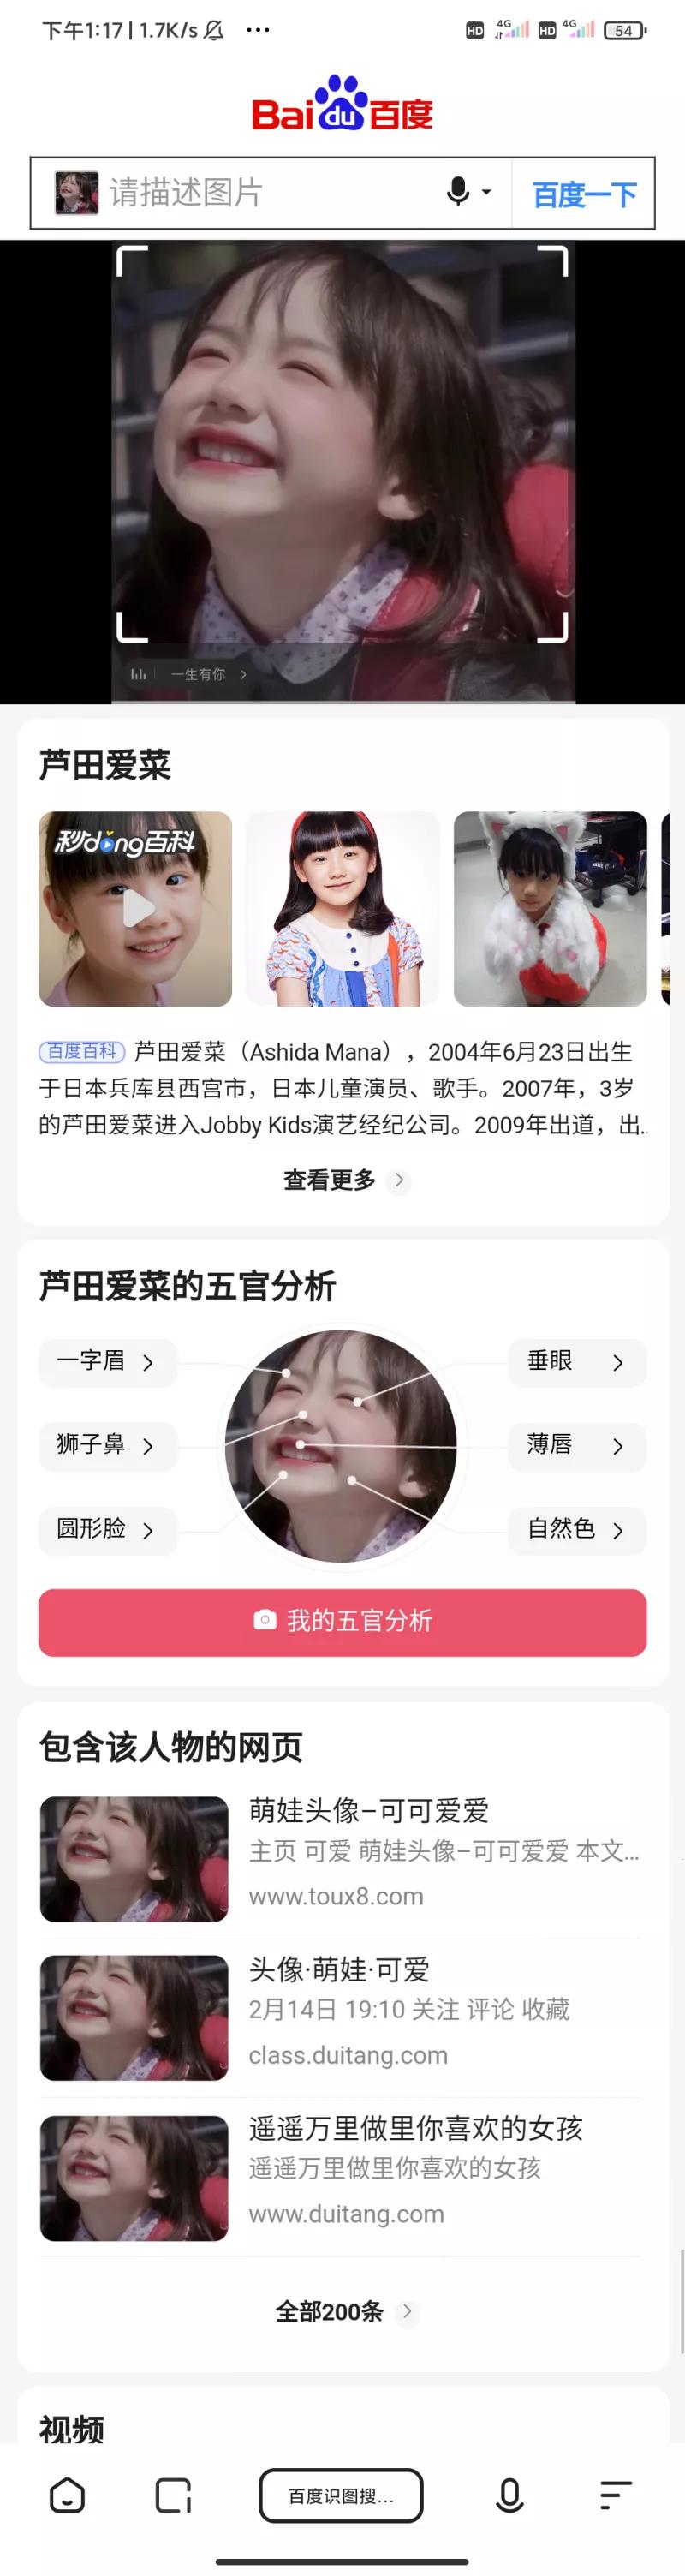 下午1:17 | 1.7K/s ···
HD 4G HD 4G 54
Bai du 百度
请描述图片 百度一下
一生有你 >
芦田爱菜
秒dong百科
百度百科 芦田爱菜（Ashida Mana），2004年6月23日出生
于日本兵库县西宫市，日本儿童演员、歌手。2007年，3岁
的芦田爱菜进入Jobby Kids演艺经纪公司。2009年出道，出..
查看更多 >
芦田爱菜的五官分析
一字眉 > 垂眼 >
狮子鼻 > 薄唇 >
圆形脸 > 自然色 >
我的五官分析
包含该人物的网页
萌娃头像–可可爱爱
主页 可爱 萌娃头像–可可爱爱 本文...
www.toux8.com
头像·萌娃·可爱
2月14日 19:10 关注 评论 收藏
class.duitang.com
遥遥万里做里你喜欢的女孩
遥遥万里做里你喜欢的女孩
www.duitang.com
全部200条 >
视频
百度识图搜...